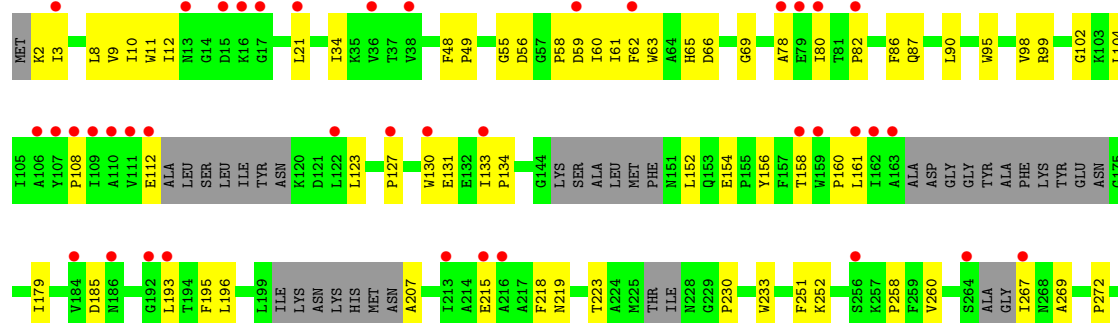 MET K2 I3 L8 V9 I10 W11 I12 N13 G14 D15 K16 G17 L21 I34 K35 V36 T37 V38 F48 P49 G55 D56 G57 P58 D59 I60 I61 F62 W63 A64 H65 D66 G69 A78 E79 I80 T81 P82 F86 Q87 L90 W95 V98 R99 G102 K103 L104
I105 A106 Y107 P108 I109 A110 V111 E112 ALA LEU SER LEU ILE TYR ASN K120 D121 L122 L123 P127 W130 E131 E132 I133 P134 G144 LYS SER ALA LEU MET PHE N151 L152 Q153 E154 P155 Y156 F157 T158 W159 P160 L161 I162 A163 ALA ASP GLY GLY TYR ALA PHE LYS TYR GLU ASN G175
I179 V184 D185 N186 G192 L193 T194 F195 L196 L199 ILE LYS ASN LYS HIS MET ASN A207 I213 A214 E215 A216 A217 F218 N219 T223 A224 M225 THR ILE N228 G229 P230 W233 F251 K252 S256 K257 P258 F259 V260 S264 ALA GLY I267 N268 A269 P272